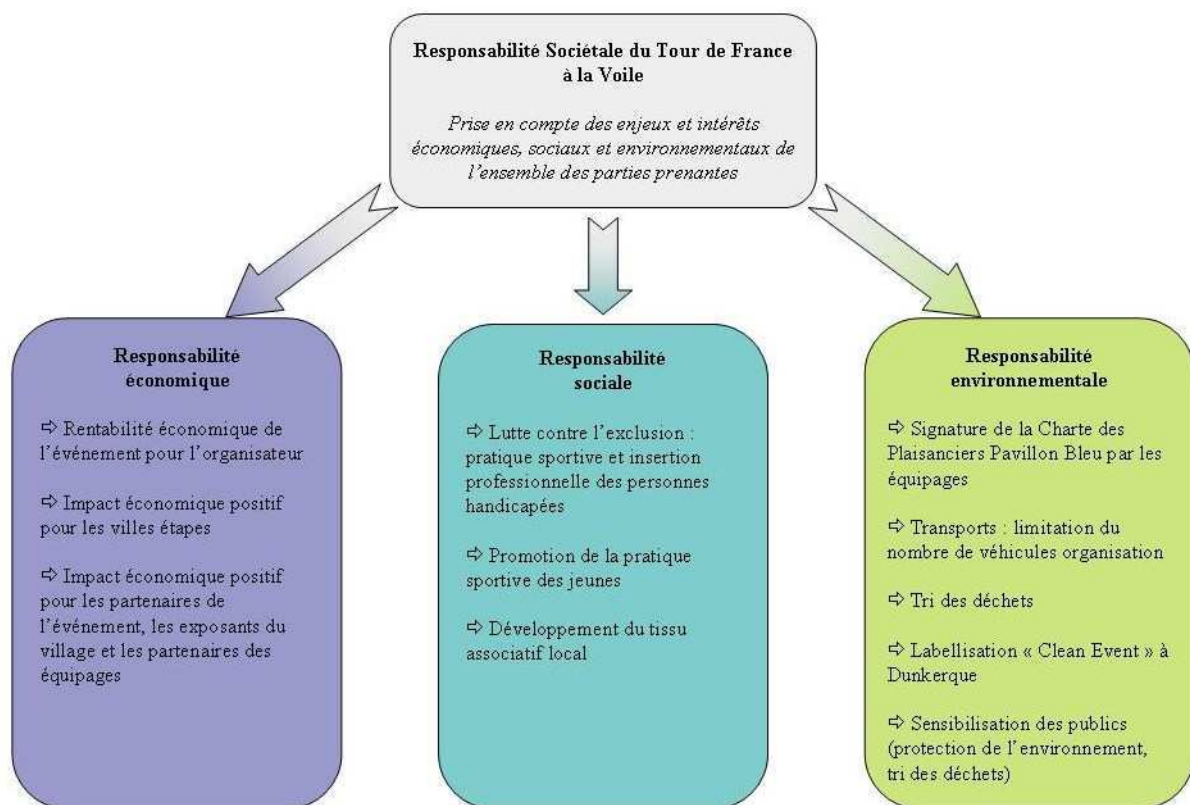 Responsabilité Sociétale du Tour de France
à la Voile
Prise en compte des enjeux et intérêts
économiques, sociaux et environnementaux de
l'ensemble des parties prenantes
Responsabilité
économique
⇨ Rentabilité économique de
l'événement pour l'organisateur
⇨ Impact économique positif
pour les villes étapes
⇨ Impact économique positif
pour les partenaires de
l'événement, les exposants du
village et les partenaires des
équipages
Responsabilité
sociale
⇨ Lutte contre l'exclusion :
pratique sportive et insertion
professionnelle des personnes
handicapées
⇨ Promotion de la pratique
sportive des jeunes
⇨ Développement du tissu
associatif local
Responsabilité
environnementale
⇨ Signature de la Charte des
Plaisanciers Pavillon Bleu par les
équipages
⇨ Transports : limitation du
nombre de véhicules organisation
⇨ Tri des déchets
⇨ Labellisation « Clean Event » à
Dunkerque
⇨ Sensibilisation des publics
(protection de l'environnement,
tri des déchets)